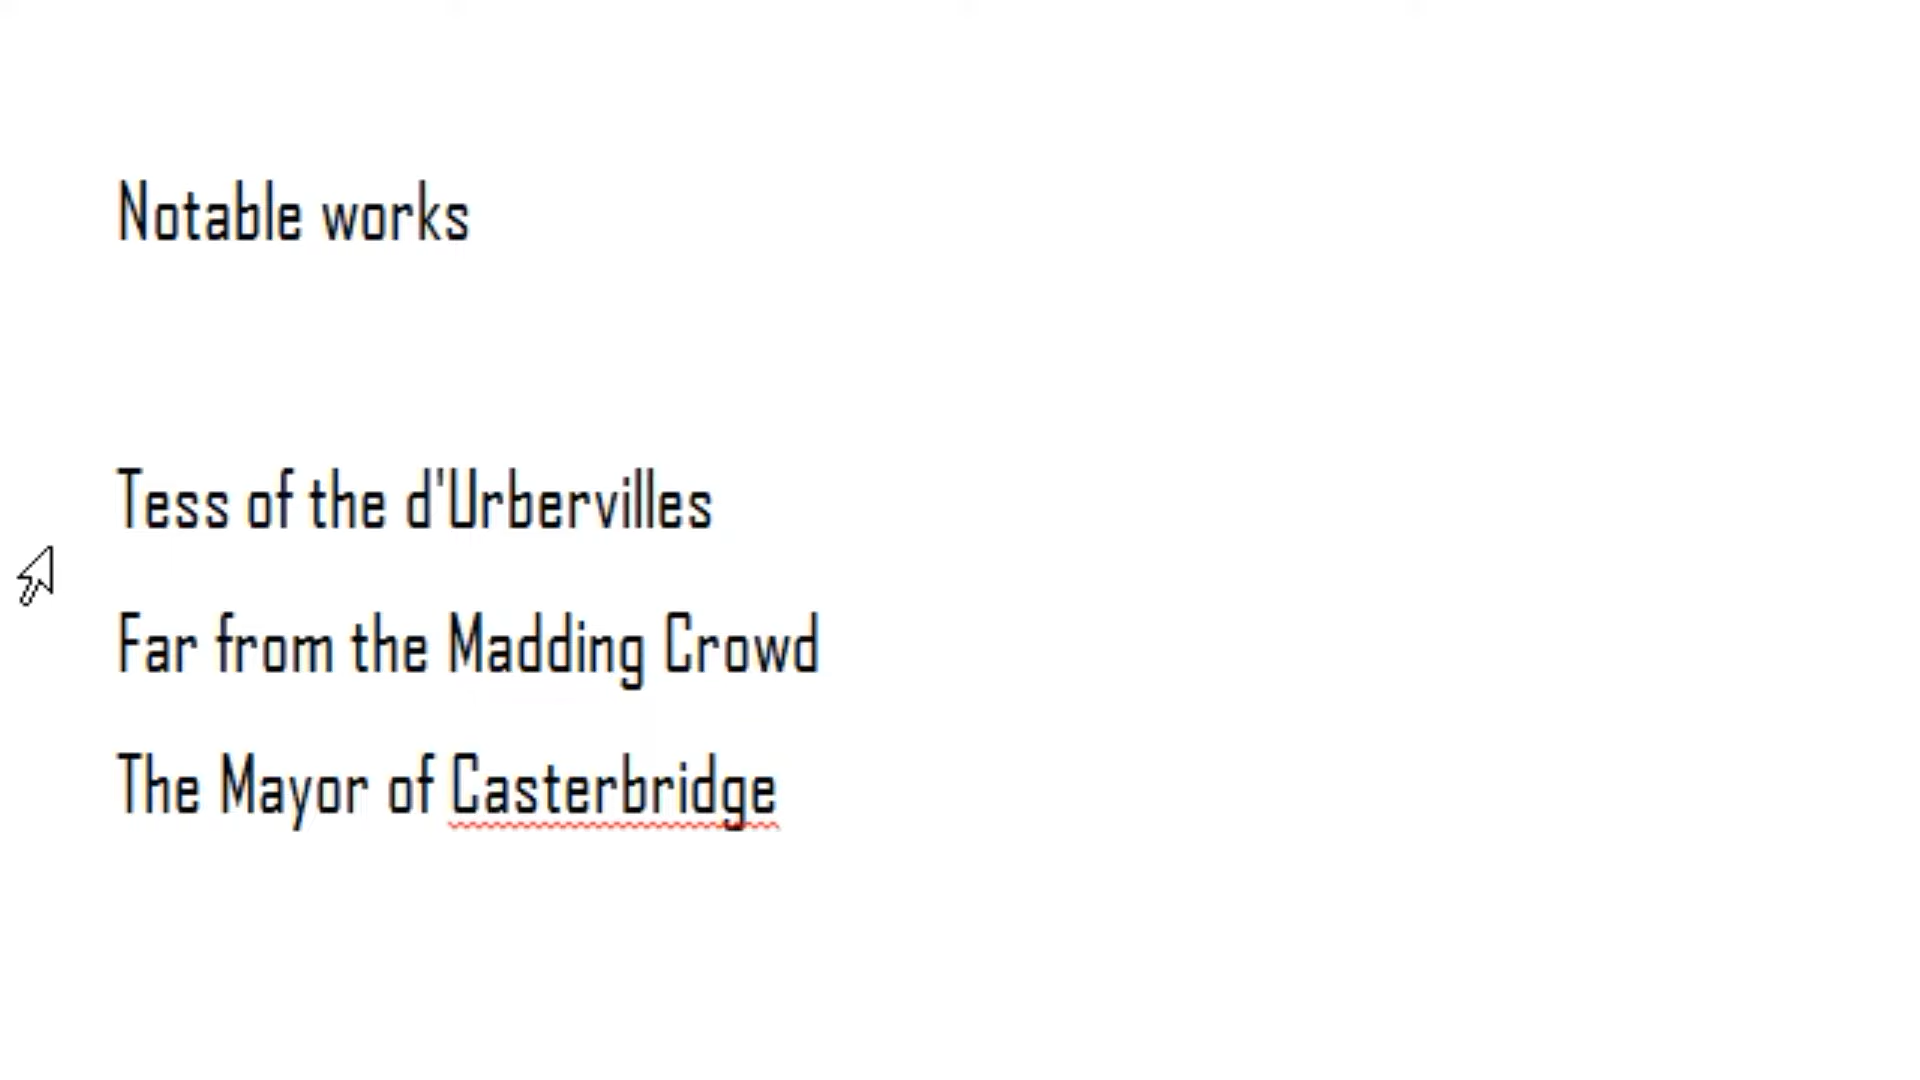 Notable works
Tess of the d'Urbervilles
Far from the Madding Crowd
The Mayor of Casterbridge